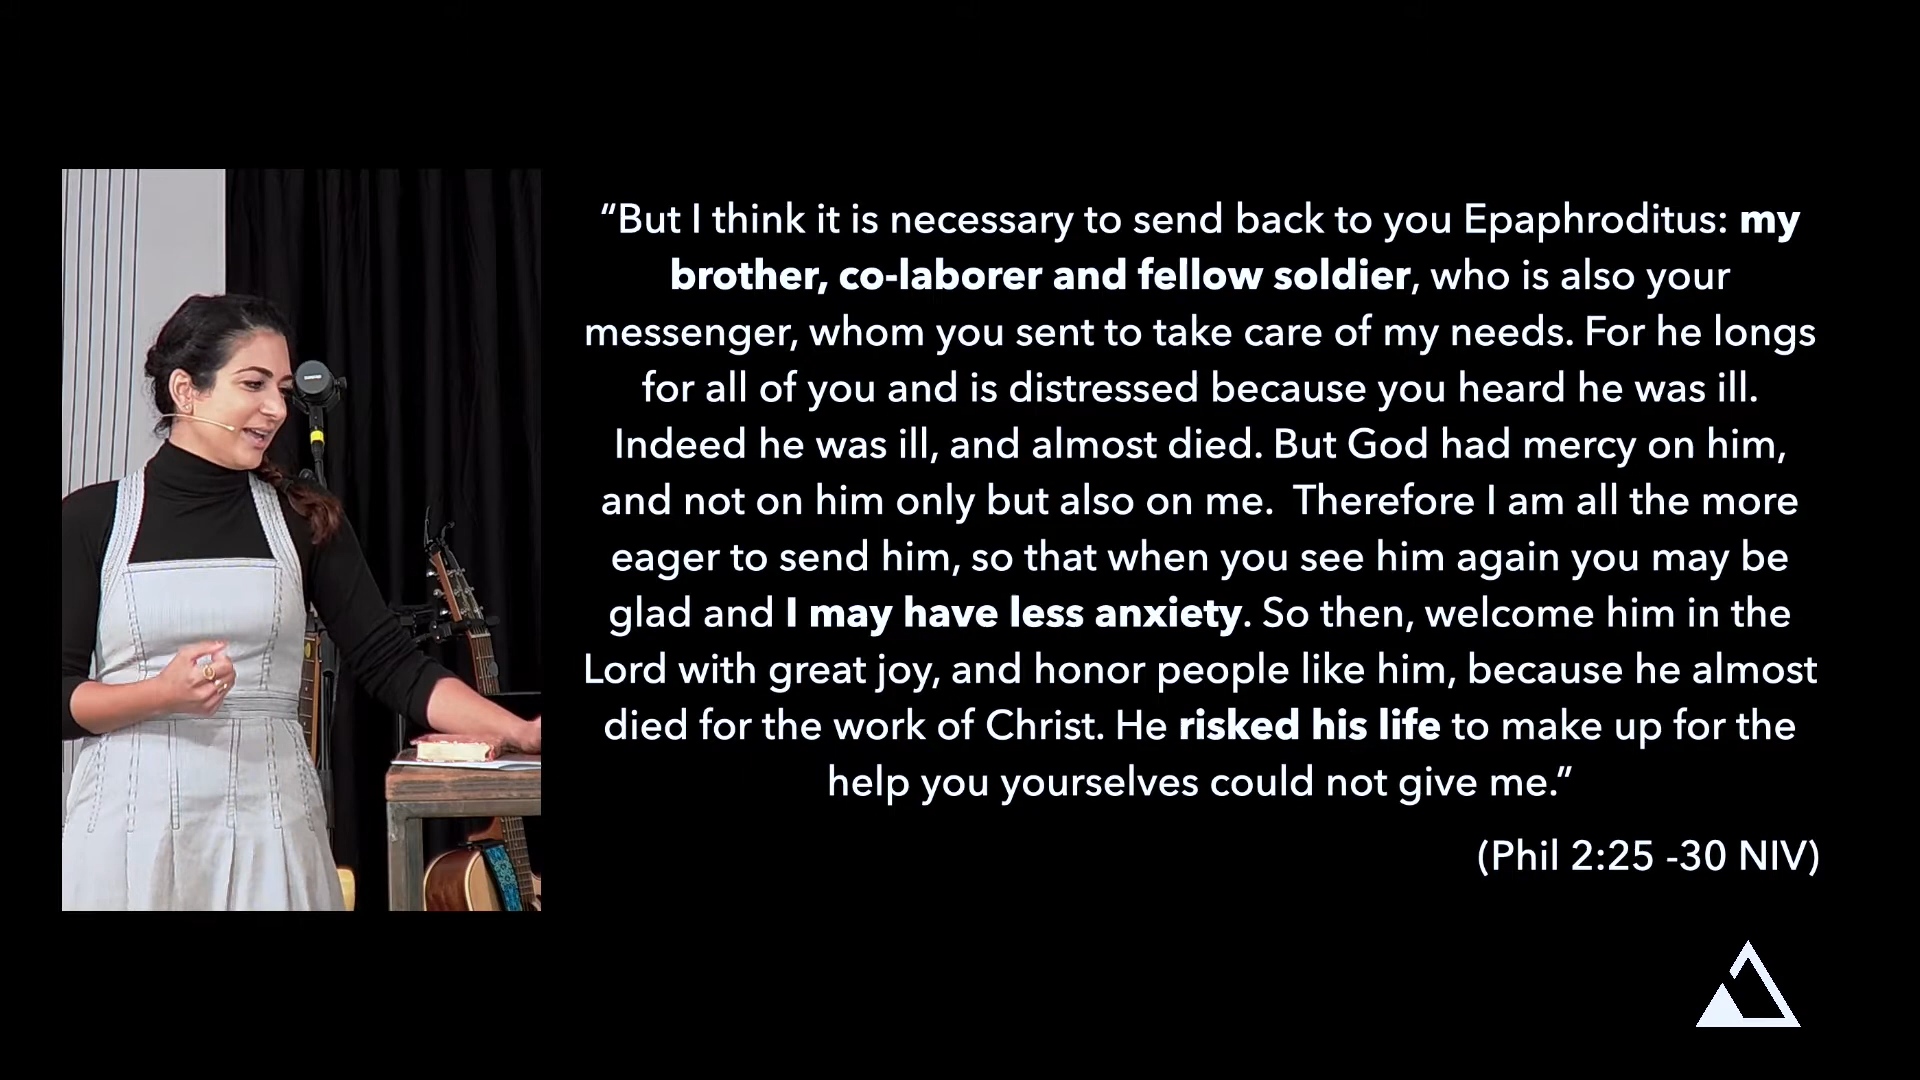 “But I think it is necessary to send back to you Epaphroditus: my
brother, co-laborer and fellow soldier, who is also your
messenger, whom you sent to take care of my needs. For he longs
for all of you and is distressed because you heard he was ill.
Indeed he was ill, and almost died. But God had mercy on him,
and not on him only but also on me.  Therefore I am all the more
eager to send him, so that when you see him again you may be
glad and I may have less anxiety. So then, welcome him in the
Lord with great joy, and honor people like him, because he almost
died for the work of Christ. He risked his life to make up for the
help you yourselves could not give me.”
(Phil 2:25 -30 NIV)